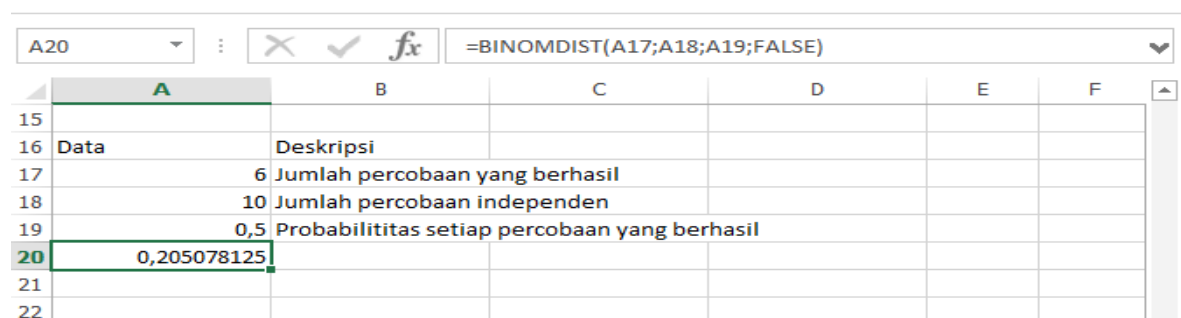 A20 fx =BINOMDIST(A17;A18;A19;FALSE)
A B C D E F
15
16 Data Deskripsi
17 6 Jumlah percobaan yang berhasil
18 10 Jumlah percobaan independen
19 0,5 Probabilititas setiap percobaan yang berhasil
20 0,205078125
21
22